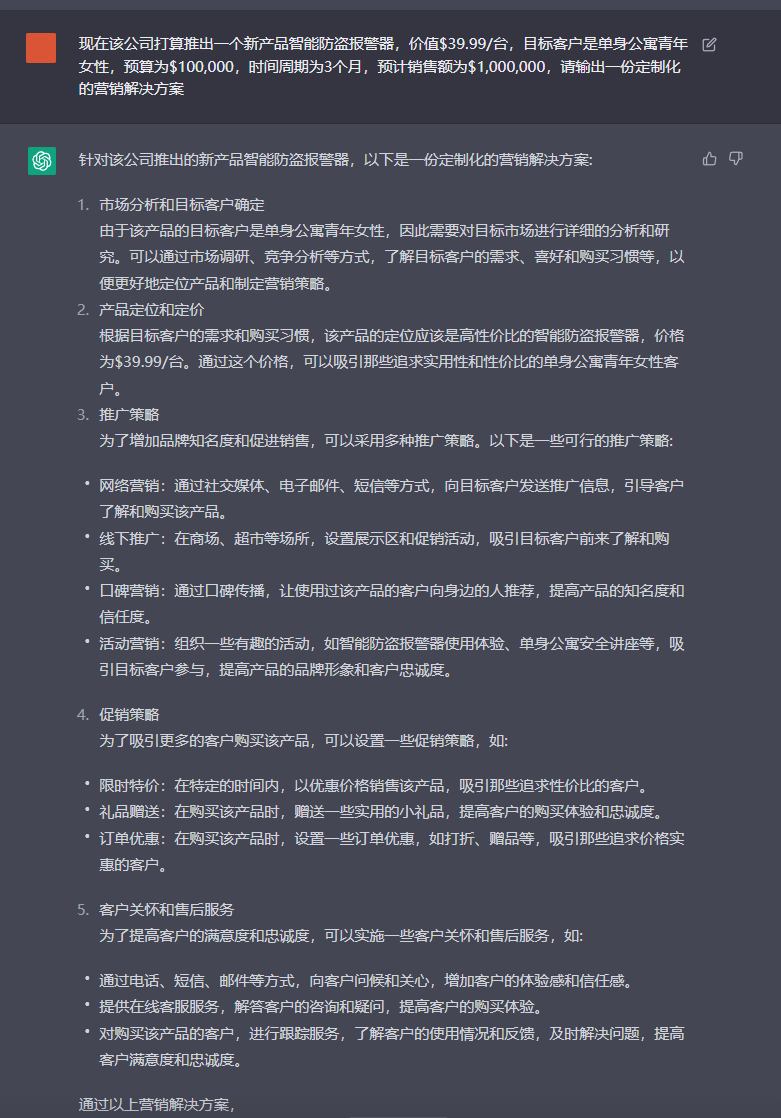 现在该公司打算推出一个新产品智能防盗报警器，价值$39.99/台，目标客户是单身公寓青年
女性，预算为$100,000，时间周期为3个月，预计销售额为$1,000,000，请输出一份定制化
的营销解决方案
针对该公司推出的新产品智能防盗报警器，以下是一份定制化的营销解决方案:
1. 市场分析和目标客户确定
由于该产品的目标客户是单身公寓青年女性，因此需要对目标市场进行详细的分析和研
究。可以通过市场调研、竞争分析等方式，了解目标客户的需求、喜好和购买习惯等，以
便更好地定位产品和制定营销策略。
2. 产品定位和定价
根据目标客户的需求和购买习惯，该产品的定位应该是高性价比的智能防盗报警器，价格
为$39.99/台。通过这个价格，可以吸引那些追求实用性和性价比的单身公寓青年女性客
户。
3. 推广策略
为了增加品牌知名度和促进销售，可以采用多种推广策略。以下是一些可行的推广策略:
• 网络营销：通过社交媒体、电子邮件、短信等方式，向目标客户发送推广信息，引导客户
了解和购买该产品。
• 线下推广：在商场、超市等场所，设置展示区和促销活动，吸引目标客户前来了解和购
买。
• 口碑营销：通过口碑传播，让使用过该产品的客户向身边的人推荐，提高产品的知名度和
信任度。
• 活动营销：组织一些有趣的活动，如智能防盗报警器使用体验、单身公寓安全讲座等，吸
引目标客户参与，提高产品的品牌形象和客户忠诚度。
4. 促销策略
为了吸引更多的客户购买该产品，可以设置一些促销策略，如:
• 限时特价：在特定的时间内，以优惠价格销售该产品，吸引那些追求性价比的客户。
• 礼品赠送：在购买该产品时，赠送一些实用的小礼品，提高客户的购买体验和忠诚度。
• 订单优惠：在购买该产品时，设置一些订单优惠，如打折、赠品等，吸引那些追求价格实
惠的客户。
5. 客户关怀和售后服务
为了提高客户的满意度和忠诚度，可以实施一些客户关怀和售后服务，如:
• 通过电话、短信、邮件等方式，向客户问候和关心，增加客户的体验感和信任感。
• 提供在线客服服务，解答客户的咨询和疑问，提高客户的购买体验。
• 对购买该产品的客户，进行跟踪服务，了解客户的使用情况和反馈，及时解决问题，提高
客户满意度和忠诚度。
通过以上营销解决方案，